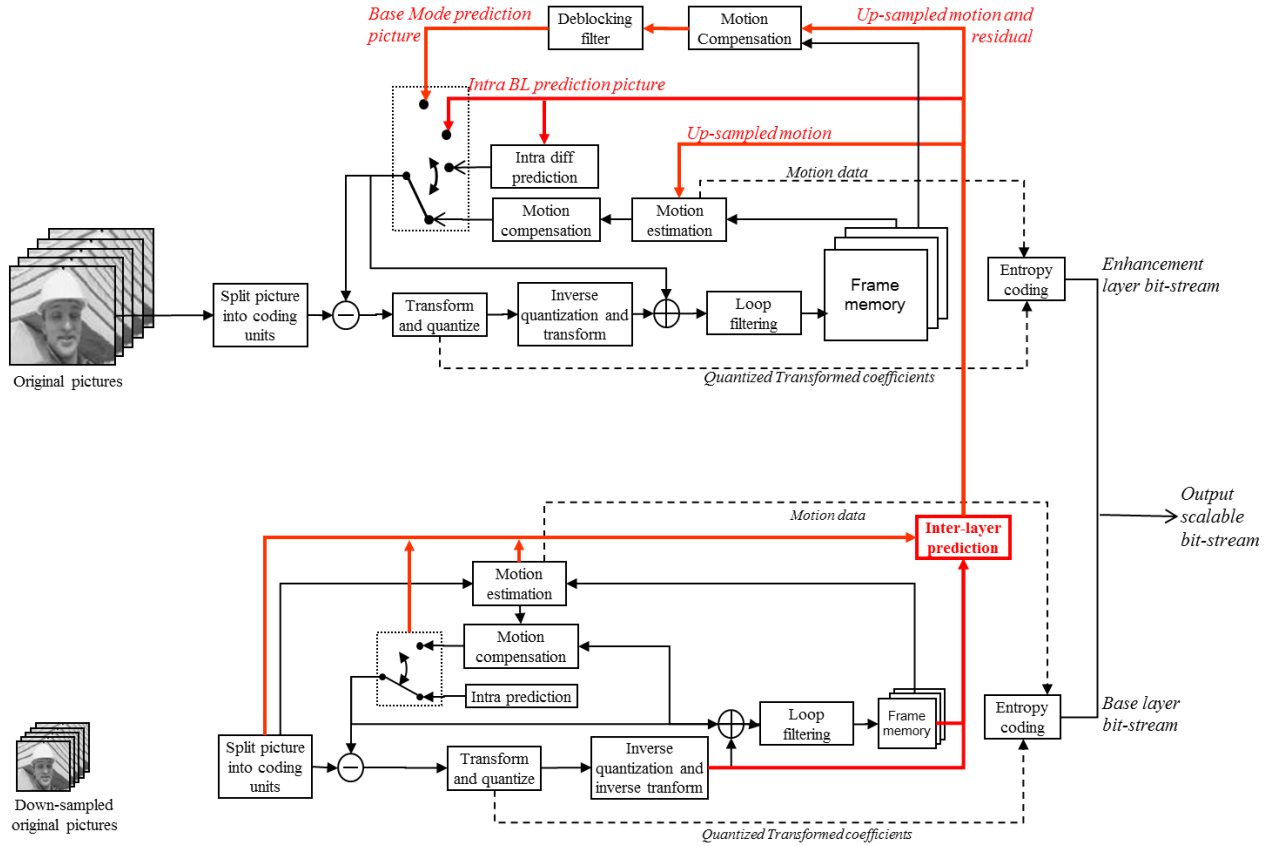 Base Mode prediction
picture
Deblocking
filter
Motion
Compensation
Up-sampled motion and
residual
Intra BL prediction picture
Up-sampled motion
Intra diff
prediction
Motion data
Motion
compensation
Motion
estimation
Frame
memory
Entropy
coding
Enhancement
layer bit-stream
Split picture
into coding
units
Transform
and quantize
Inverse
quantization and
transform
Loop
filtering
Original pictures
Quantized Transformed coefficients
Output
scalable
bit-stream
Motion data
Inter-layer
prediction
Motion
estimation
Motion
compensation
Intra prediction
Entropy
coding
Base layer
bit-stream
Loop
filtering
Frame
memory
Split picture
into coding
units
Transform
and quantize
Inverse
quantization and
inverse tranform
Down-sampled
original pictures
Quantized Transformed coefficients